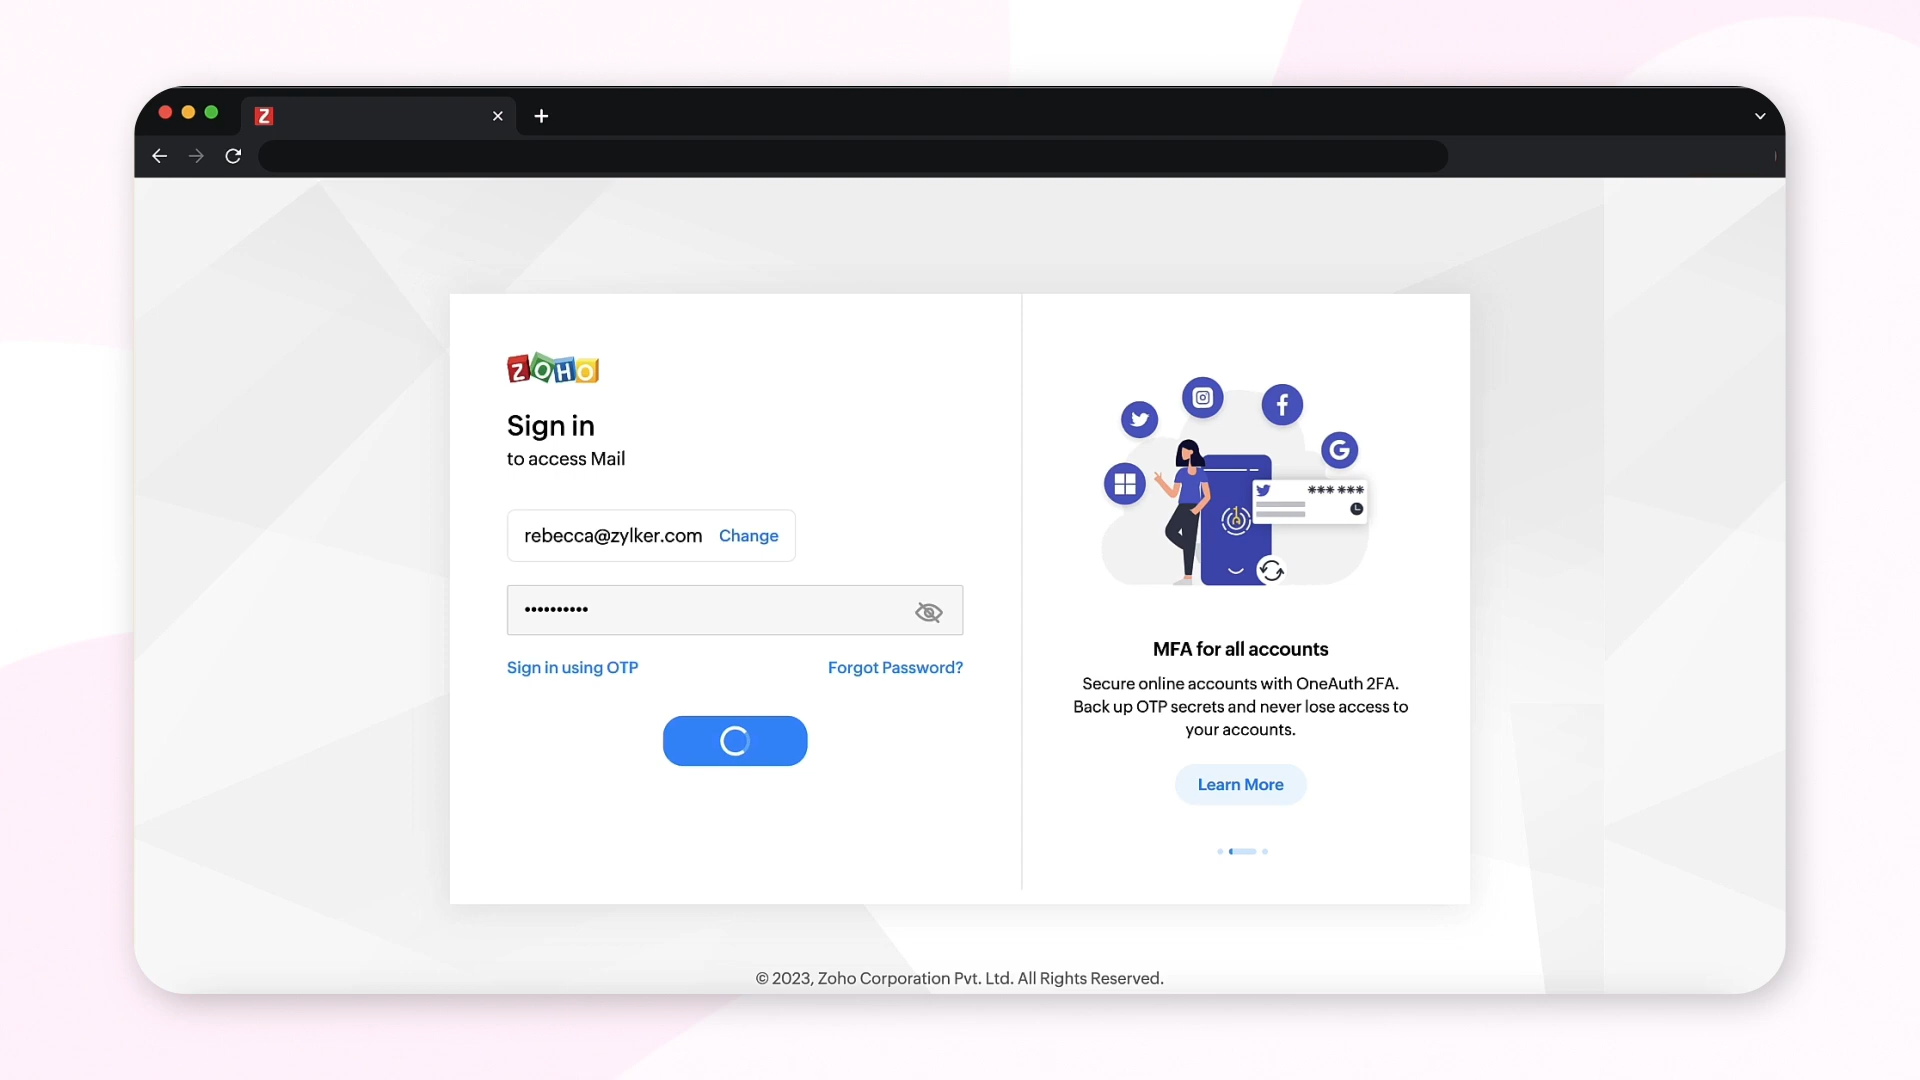 Z
ZOHO
Sign in
to access Mail
rebecca@zylker.com Change
••••••••••
Sign in using OTP
Forgot Password?
*** ***
MFA for all accounts
Secure online accounts with OneAuth 2FA.
Back up OTP secrets and never lose access to
your accounts.
Learn More
© 2023, Zoho Corporation Pvt. Ltd. All Rights Reserved.